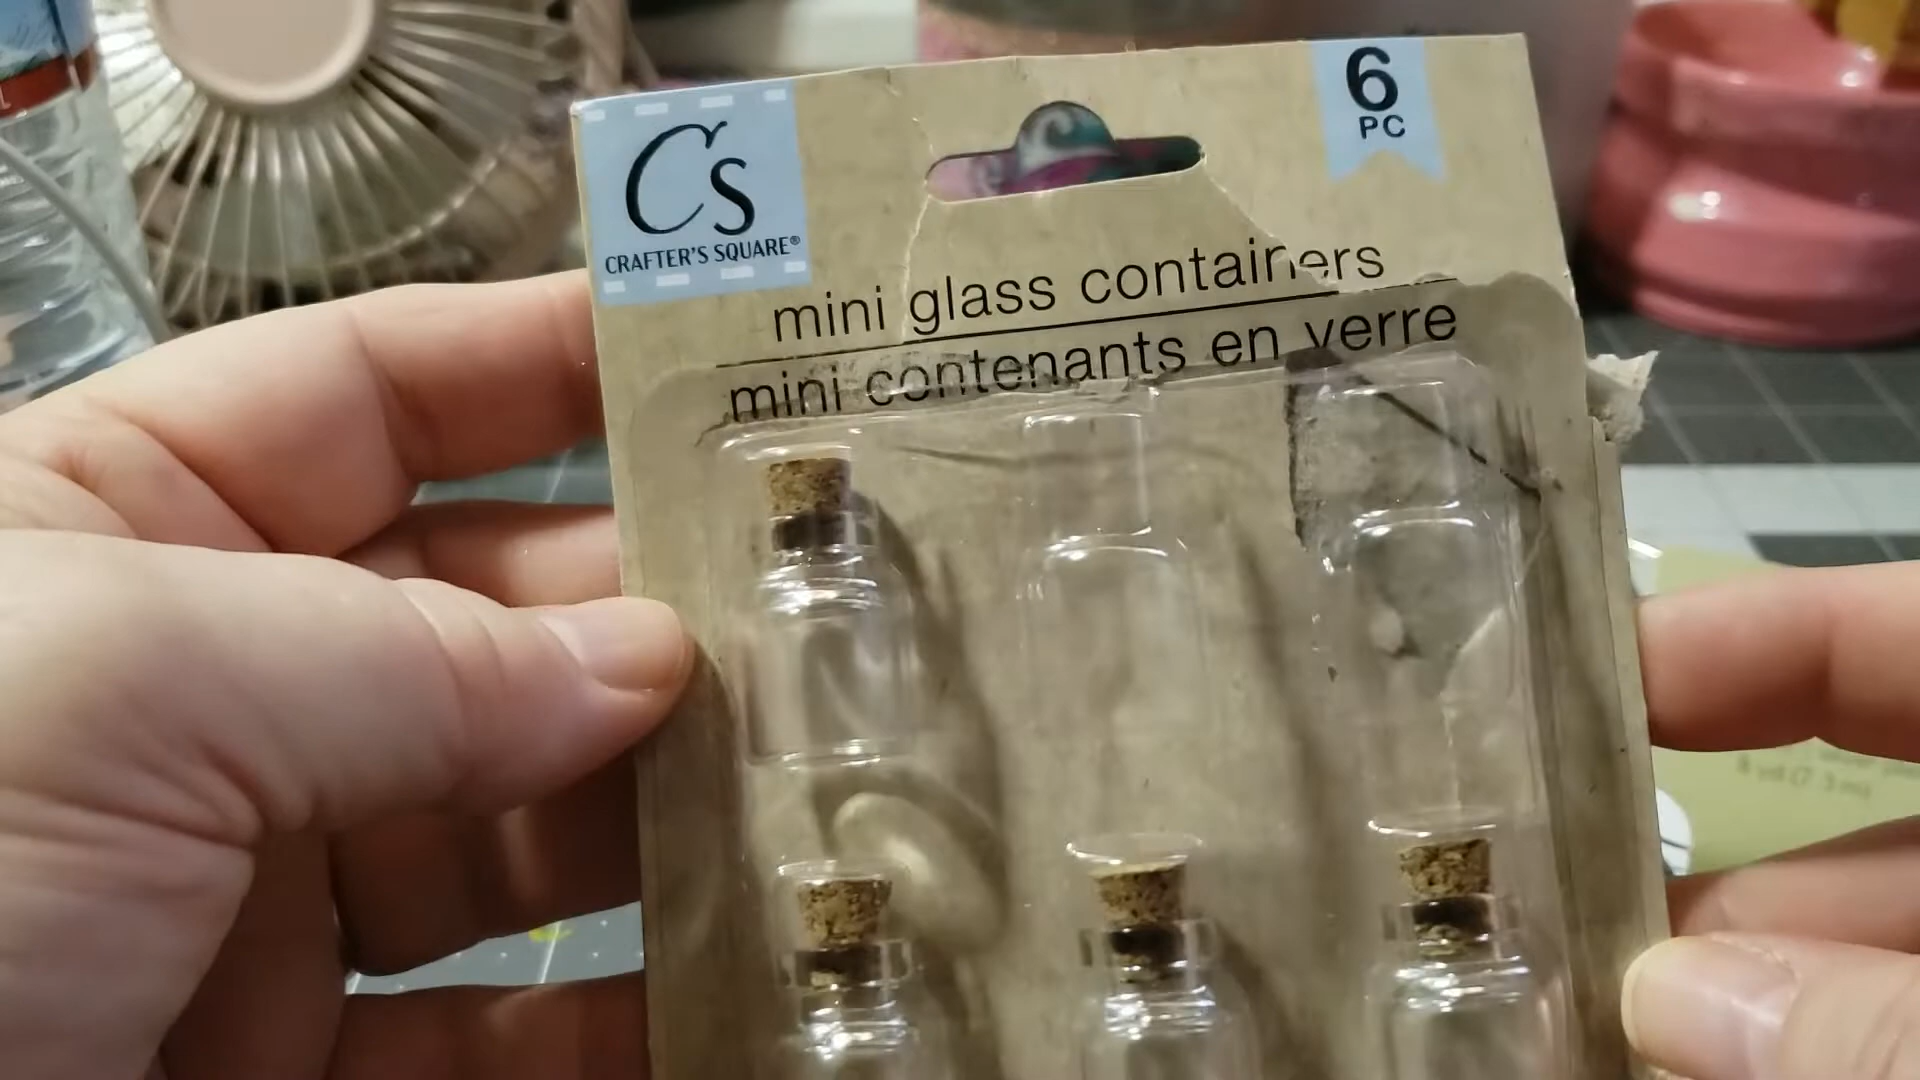 Cs
CRAFTER'S SQUARE®
6
PC
mini glass containers
mini contenants en verre